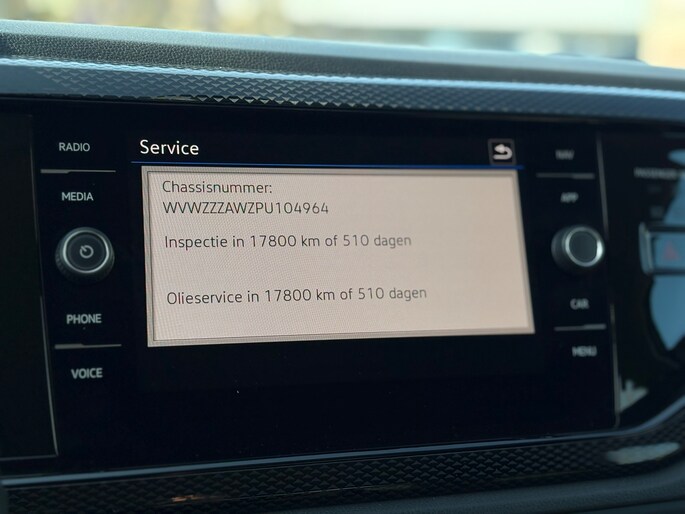 RADIO
Service
NAV
MEDIA
Chassisnummer:
WVWZZZAWZPU104964
APP
Inspectie in 17800 km of 510 dagen
Olieservice in 17800 km of 510 dagen
PHONE
CAR
VOICE
MENU
PASSENGER